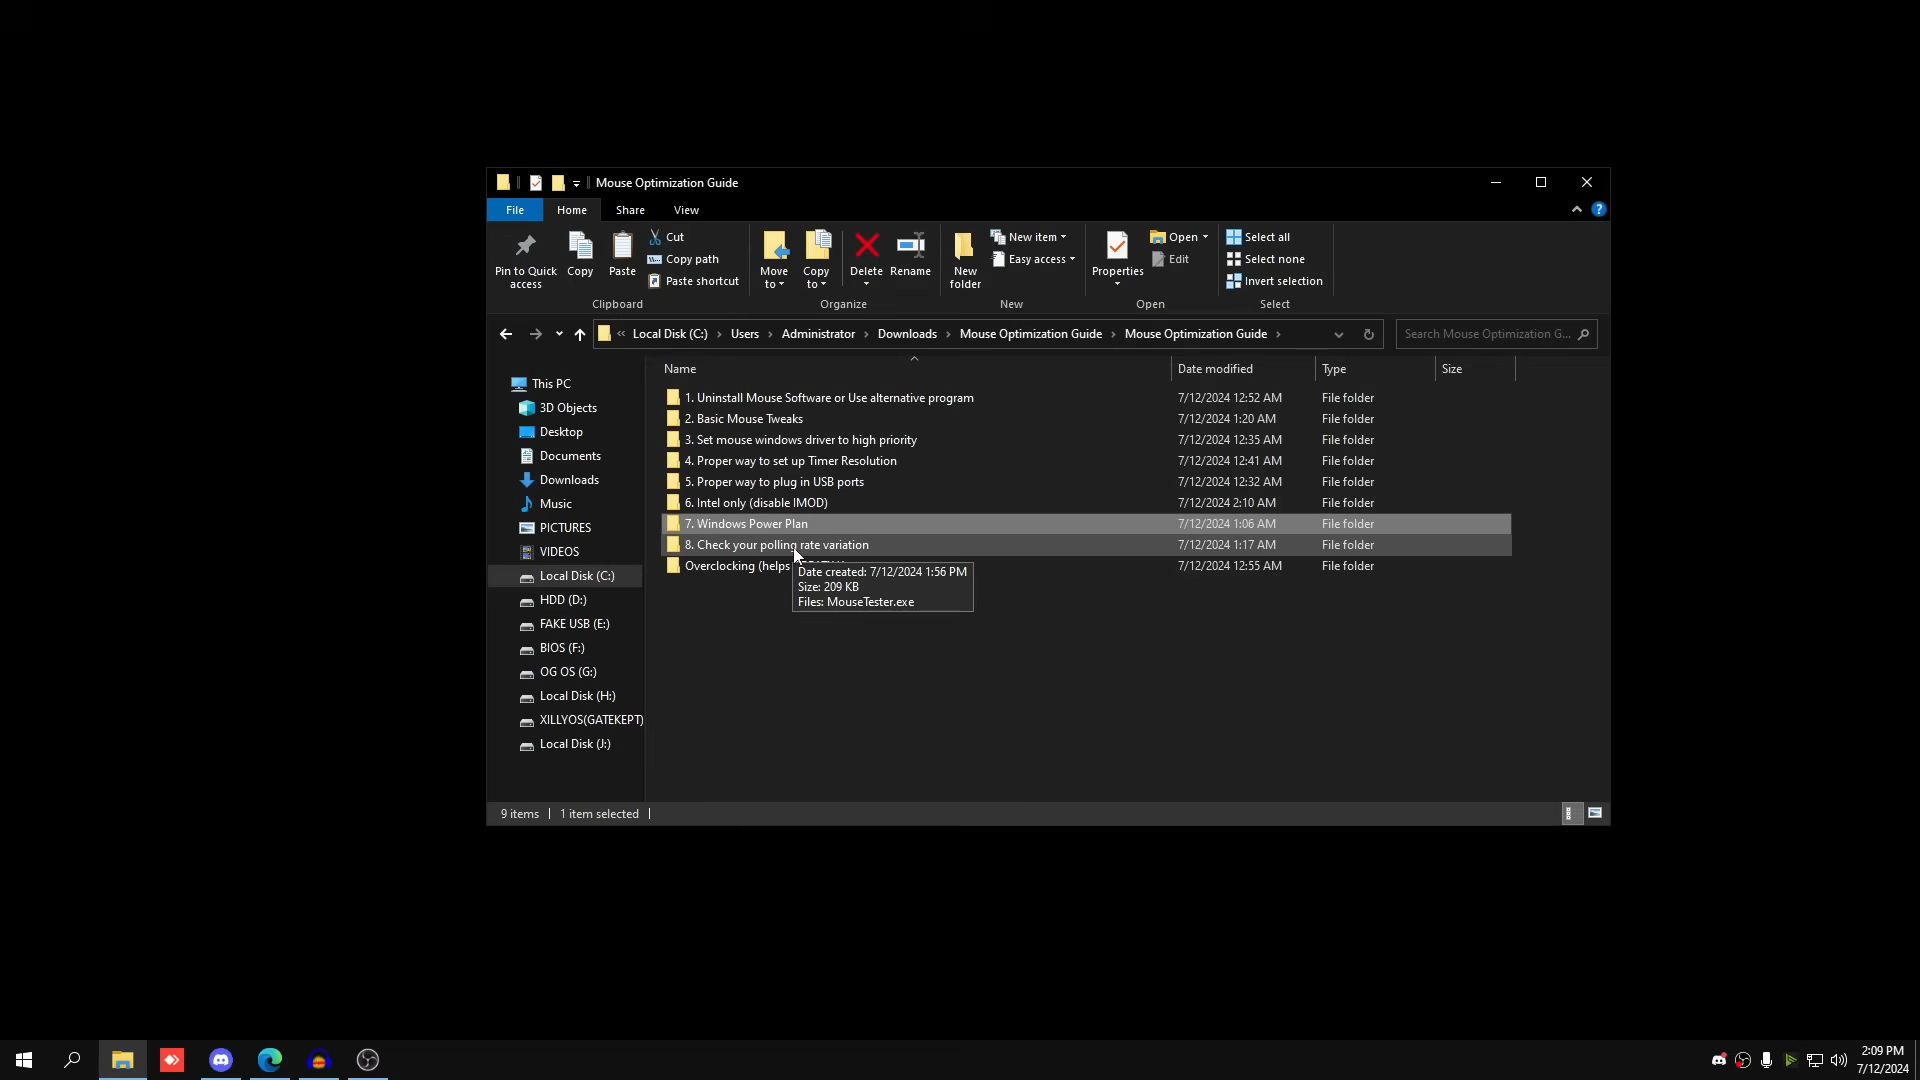 Mouse Optimization Guide
File Home Share View
Pin to Quick access
Copy
Paste
Cut
Copy path
Paste shortcut
Clipboard
Move to
Copy to
Delete
Rename
Organize
New folder
New item
Easy access
New
Properties
Open
Edit
Open
Select all
Select none
Invert selection
Select
« Local Disk (C:) › Users › Administrator › Downloads › Mouse Optimization Guide › Mouse Optimization Guide ›
Search Mouse Optimization G...
This PC
3D Objects
Desktop
Documents
Downloads
Music
PICTURES
VIDEOS
Local Disk (C:)
HDD (D:)
FAKE USB (E:)
BIOS (F:)
OG OS (G:)
Local Disk (H:)
XILLYOS(GATEKEPT)
Local Disk (J:)
Name Date modified Type Size
1. Uninstall Mouse Software or Use alternative program 7/12/2024 12:52 AM File folder
2. Basic Mouse Tweaks 7/12/2024 1:20 AM File folder
3. Set mouse windows driver to high priority 7/12/2024 12:35 AM File folder
4. Proper way to set up Timer Resolution 7/12/2024 12:41 AM File folder
5. Proper way to plug in USB ports 7/12/2024 12:32 AM File folder
6. Intel only (disable IMOD) 7/12/2024 2:10 AM File folder
7. Windows Power Plan 7/12/2024 1:06 AM File folder
8. Check your polling rate variation 7/12/2024 1:17 AM File folder
Overclocking (helps 7/12/2024 12:55 AM File folder
Date created: 7/12/2024 1:56 PM
Size: 209 KB
Files: MouseTester.exe
9 items 1 item selected
2:09 PM
7/12/2024